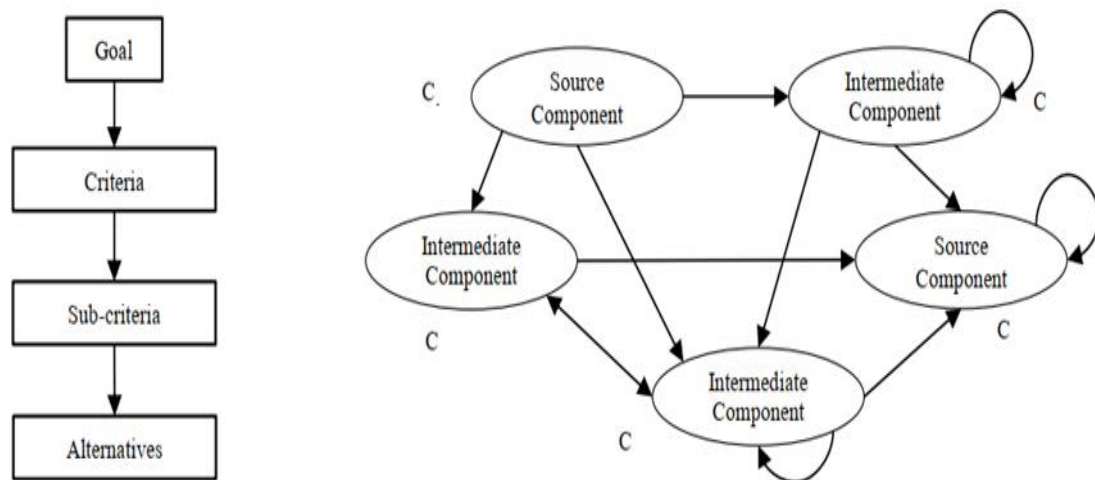 Goal
Criteria
Sub-criteria
Alternatives
C.
Source
Component
Intermediate
Component
C
Intermediate
Component
C
Source
Component
C
Intermediate
Component
C